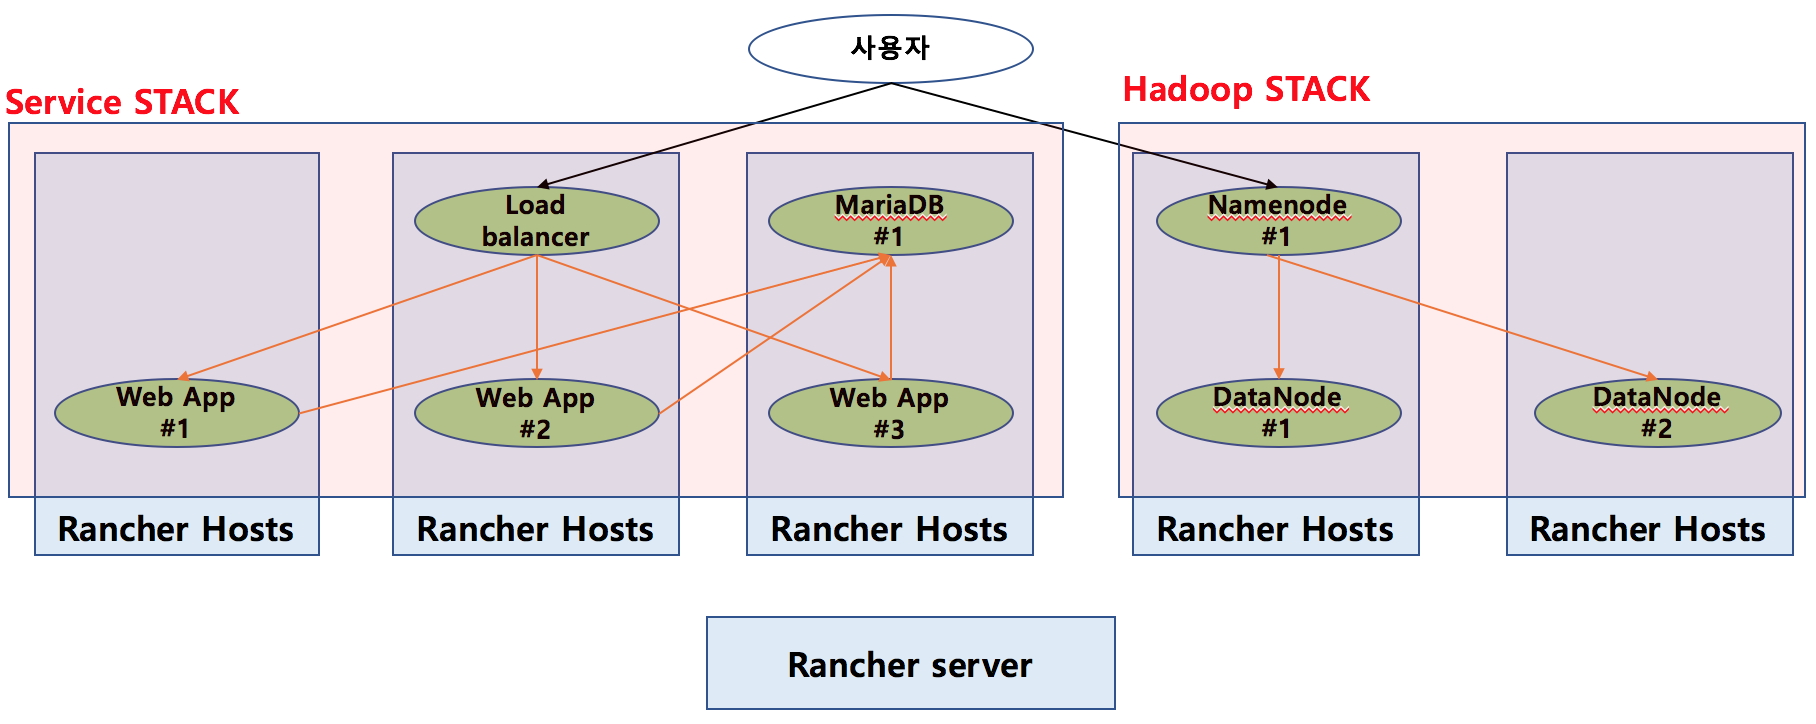 사용자
Service STACK
Hadoop STACK
Load
balancer
MariaDB
#1
Namenode
#1
Web App
#1
Web App
#2
Web App
#3
DataNode
#1
DataNode
#2
Rancher Hosts
Rancher Hosts
Rancher Hosts
Rancher Hosts
Rancher Hosts
Rancher server